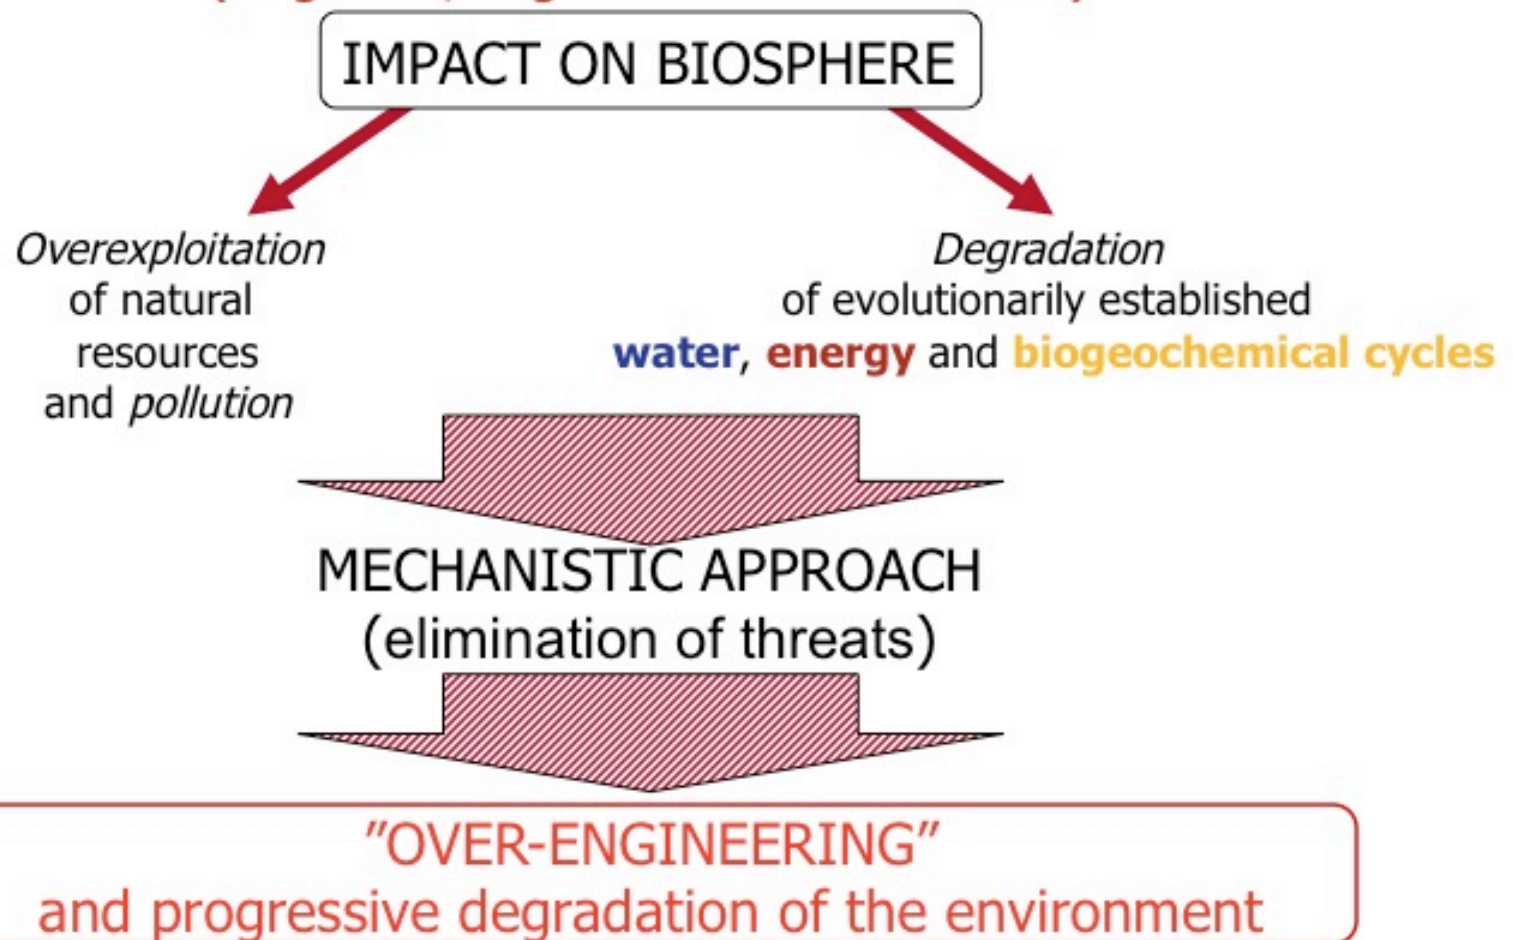 IMPACT ON BIOSPHERE
Overexploitation
of natural
resources
and pollution
Degradation
of evolutionarily established
water, energy and biogeochemical cycles
MECHANISTIC APPROACH
(elimination of threats)
”OVER-ENGINEERING”
and progressive degradation of the environment